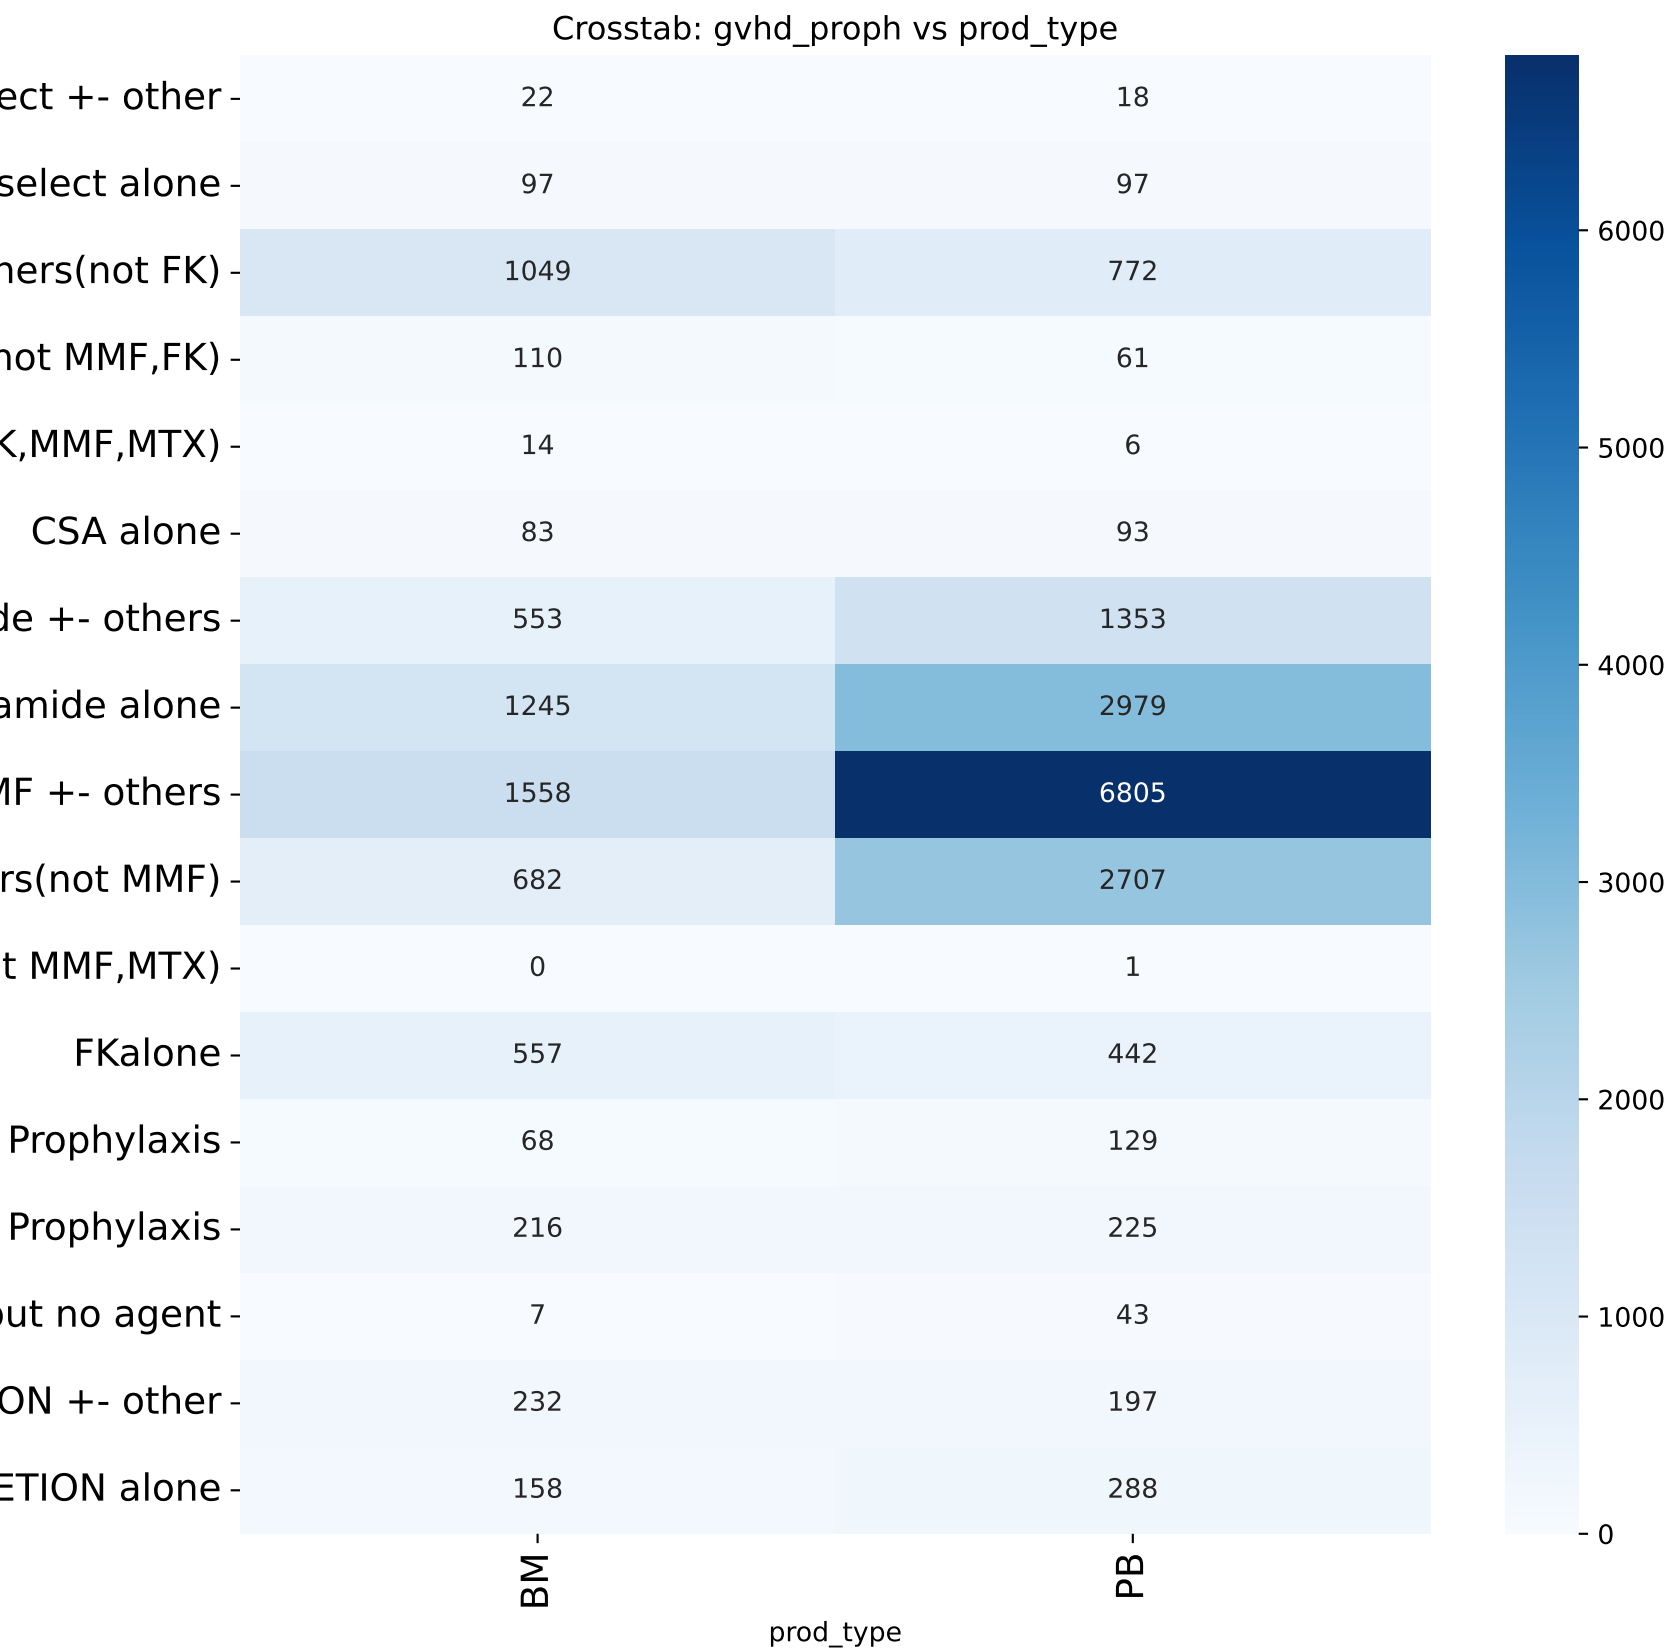 Crosstab: gvhd_proph vs prod_type
ect +- other 22 18
select alone 97 97
hers(not FK) 1049 772
not MMF,FK) 110 61
K,MMF,MTX) 14 6
CSA alone 83 93
de +- others 553 1353
amide alone 1245 2979
MF +- others 1558 6805
rs(not MMF) 682 2707
t MMF,MTX) 0 1
FKalone 557 442
Prophylaxis 68 129
Prophylaxis 216 225
out no agent 7 43
ON +- other 232 197
ETION alone 158 288
BM PB
prod_type
6000
5000
4000
3000
2000
1000
0